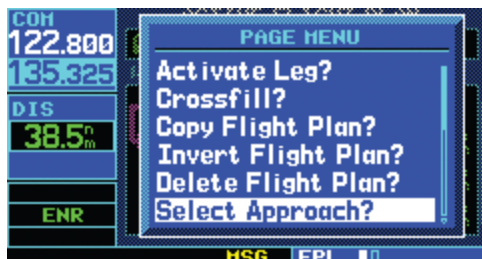 COM
122.800
135.325
DIS
38.5nm
ENR
PAGE MENU
Activate Leg?
Crossfill?
Copy Flight Plan?
Invert Flight Plan?
Delete Flight Plan?
Select Approach?
MSG FPL